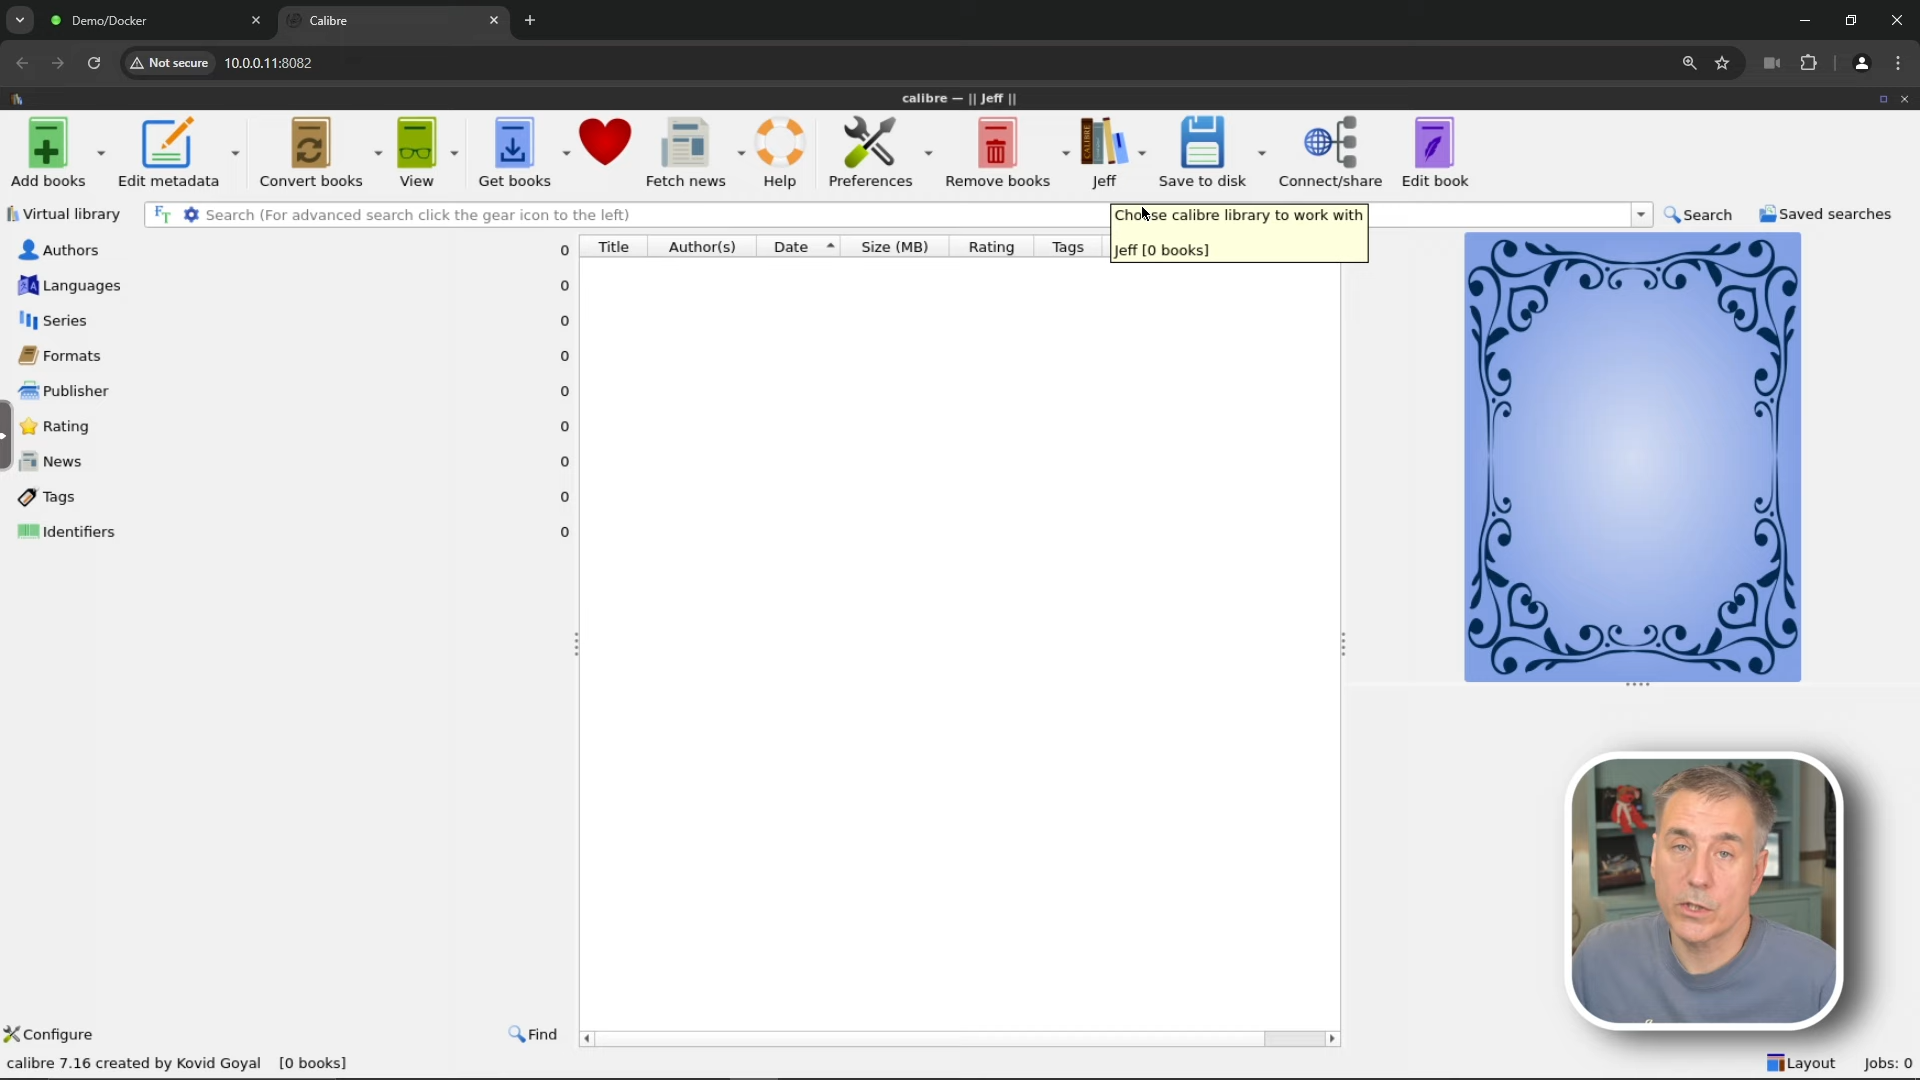 Demo/Docker
Calibre
Not secure
10.0.0.11:8082
calibre — || Jeff ||
Add books
Edit metadata
Convert books
View
Get books
Fetch news
Help
Preferences
Remove books
Jeff
Save to disk
Connect/share
Edit book
Virtual library
Search (For advanced search click the gear icon to the left)
Search
Saved searches
Choose calibre library to work with
Jeff [0 books]
Title
Author(s)
Date
Size (MB)
Rating
Tags
Authors 0
Languages 0
Series 0
Formats 0
Publisher 0
Rating 0
News 0
Tags 0
Identifiers 0
Configure
Find
calibre 7.16 created by Kovid Goyal [0 books]
Layout
Jobs: 0